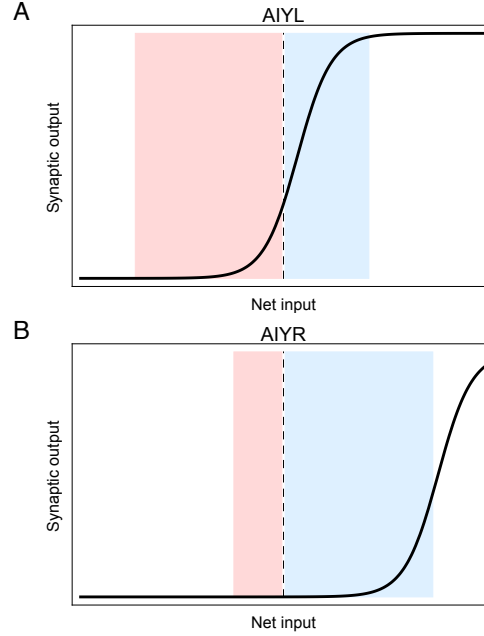 A
AIYL
Synaptic output
Net input
B
AIYR
Synaptic output
Net input